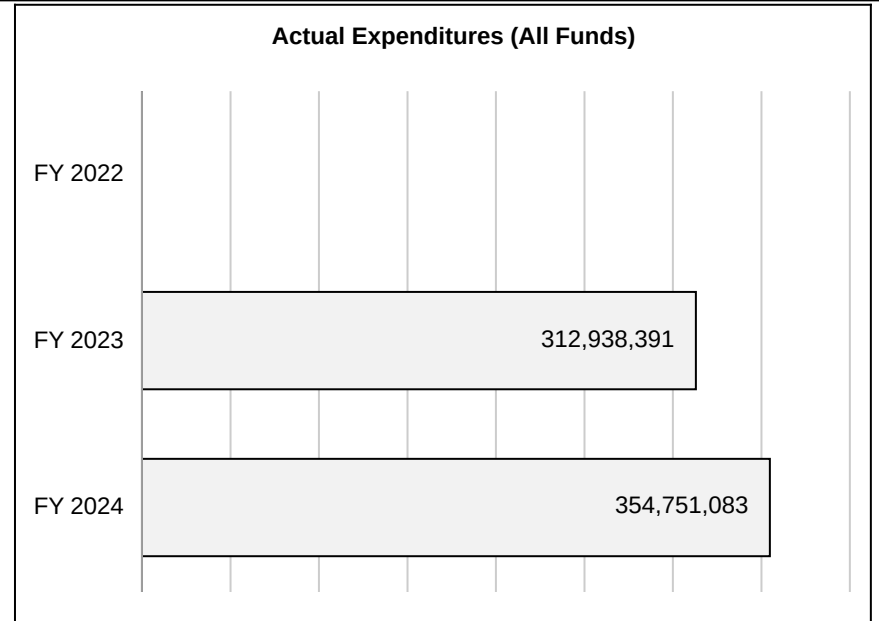 Actual Expenditures (All Funds)
FY 2022
FY 2023
312,938,391
FY 2024
354,751,083